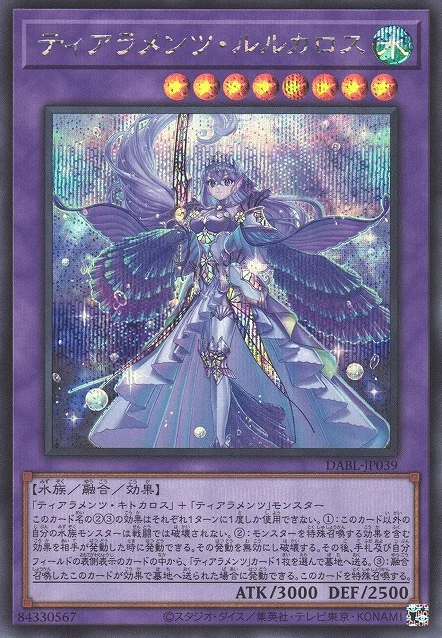 ティアラメンツ・ルルカロス
水
DABL-JP039
【水族／融合／効果】
「ティアラメンツ・キトカロス」＋「ティアラメンツ」モンスター
このカード名の②③の効果はそれぞれ1ターンに1度しか使用できない。①：このカード以外の
自分の水族モンスターは戦闘では破壊されない。②：モンスターを特殊召喚する効果を含む
効果を相手が発動した時に発動できる。その発動を無効にし破壊する。その後、手札及び自分
フィールドの表側表示のカードの中から、「ティアラメンツ」カード1枚を選んで墓地へ送る。③：融合
召喚したこのカードが効果で墓地へ送られた場合に発動できる。このカードを特殊召喚する。
ATK/3000 DEF/2500
84330567
©スタジオ・ダイス／集英社・テレビ東京・KONAMI